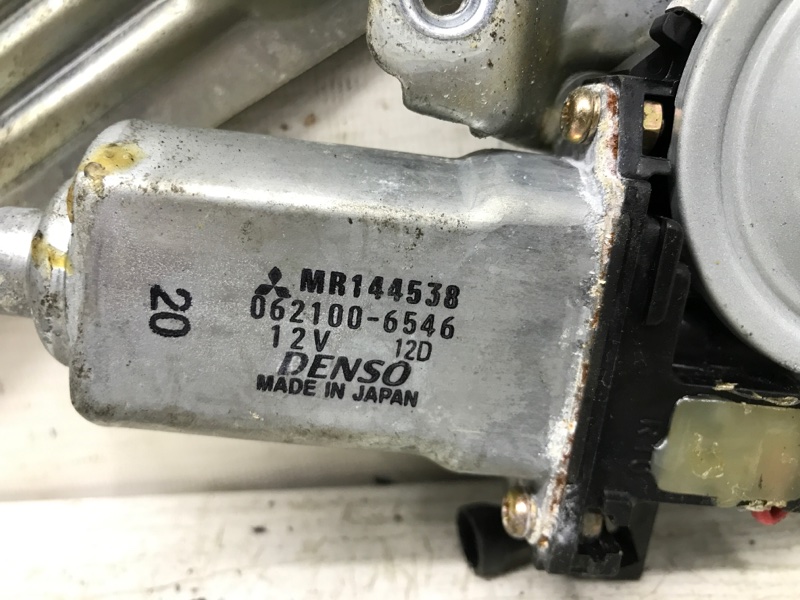 MR144538
062100-6546
12V 12D
DENSO
MADE IN JAPAN
20